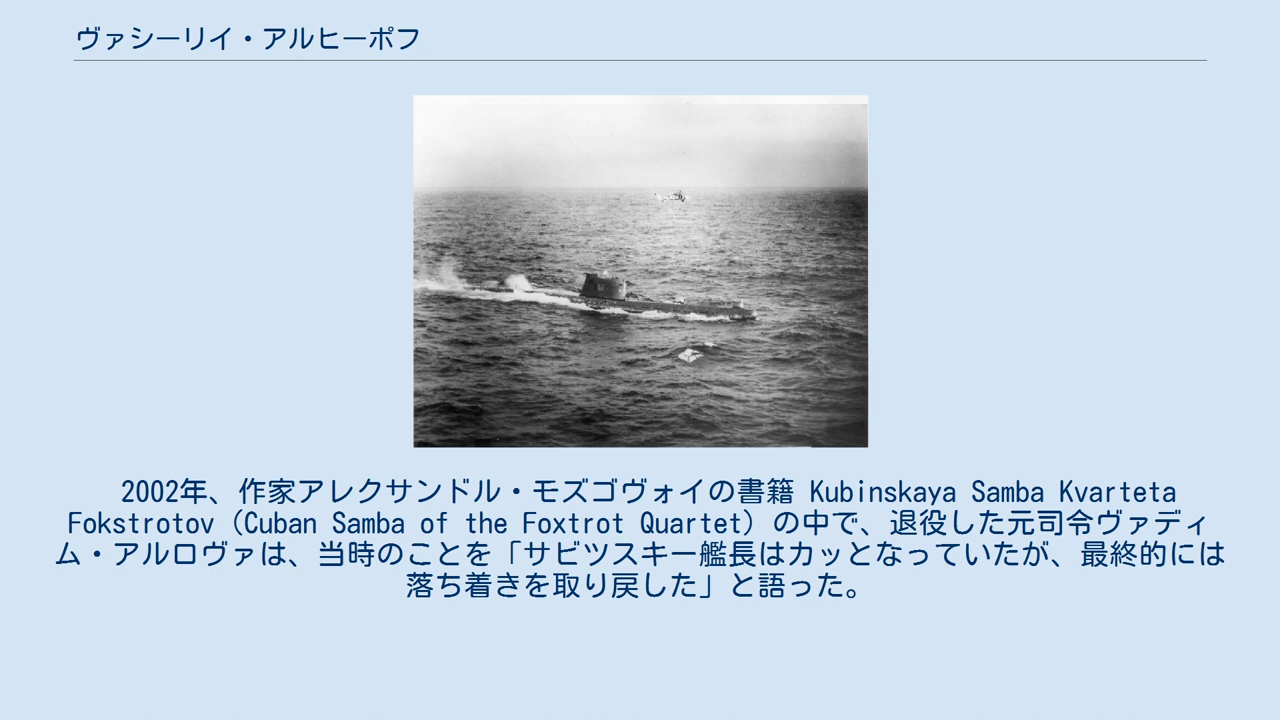 ヴァシーリイ・アルヒーポフ
2002年、作家アレクサンドル・モズゴヴォイの書籍 Kubinskaya Samba Kvarteta
Fokstrotov（Cuban Samba of the Foxtrot Quartet）の中で、退役した元司令ヴァディ
ム・アルロヴァは、当時のことを「サビツスキー艦長はカッとなっていたが、最終的には
落ち着きを取り戻した」と語った。